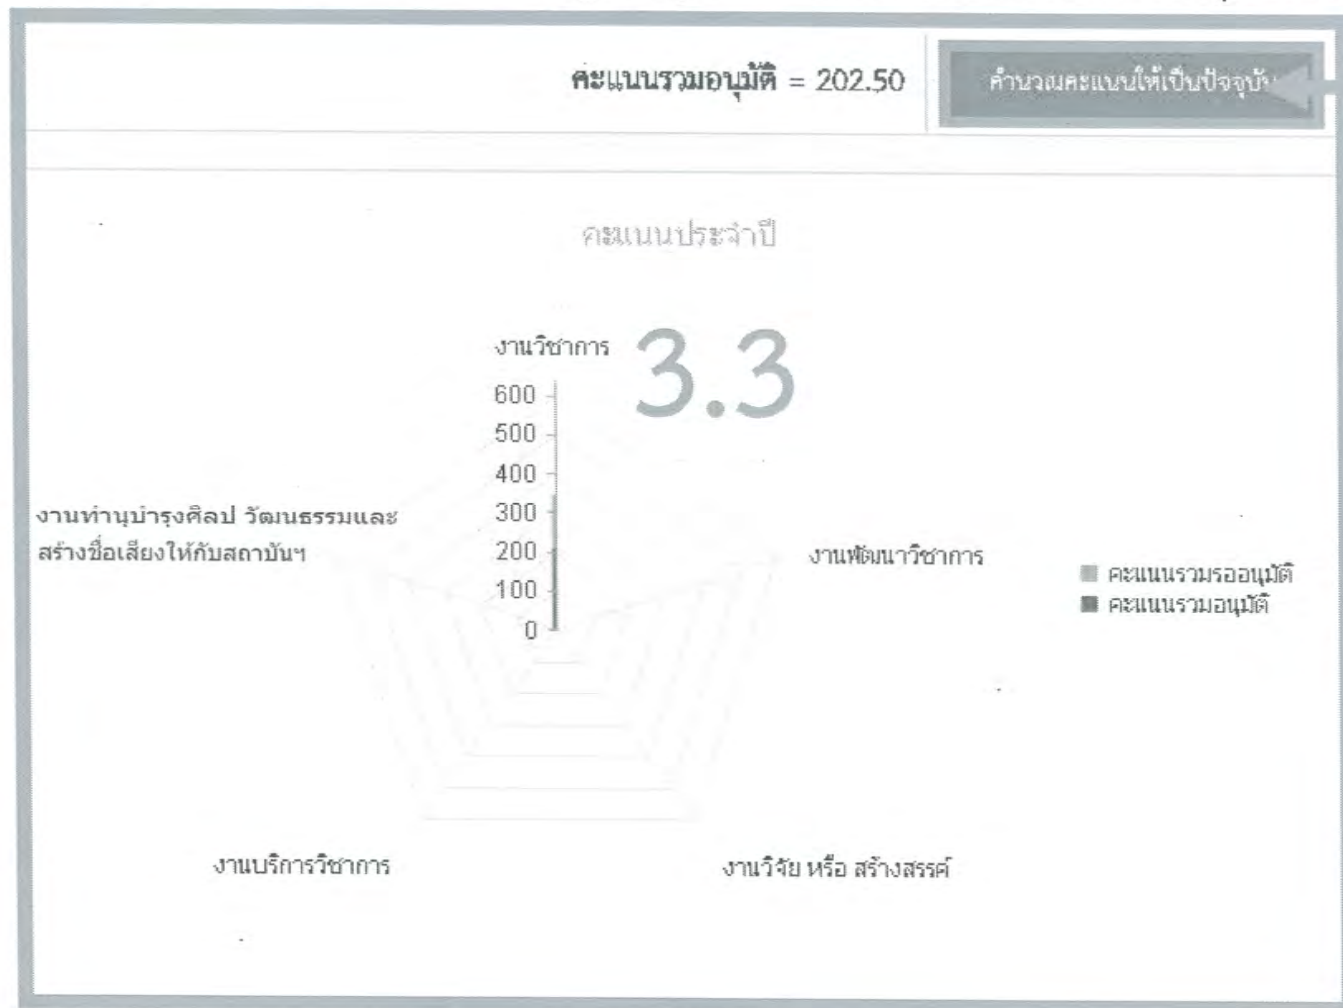 คะแนนรวมอนุมัติ = 202.50
คำนวณคะแนนให้เป็นปัจจุบัน
คะแนนประจำปี
งานวิชาการ
3.3
600
500
400
300
200
100
0
งานทำนุบำรุงศิลป วัฒนธรรมและ
สร้างชื่อเสียงให้กับสถาบันฯ
งานพัฒนาวิชาการ
คะแนนรวมรออนุมัติ
คะแนนรวมอนุมัติ
งานบริการวิชาการ
งานวิจัย หรือ สร้างสรรค์